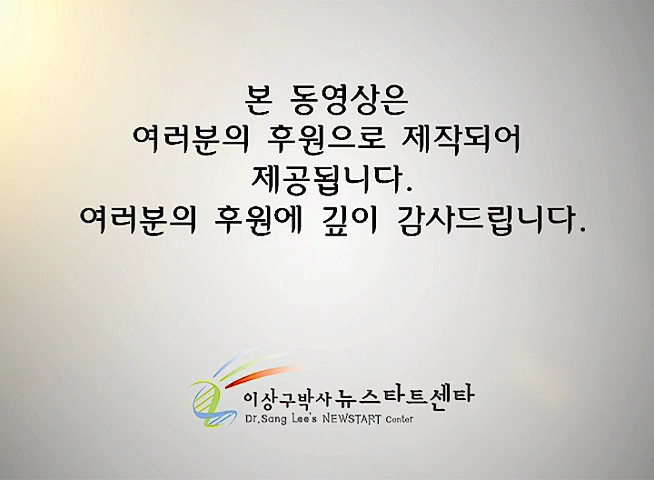 본 동영상은
여러분의 후원으로 제작되어
제공됩니다.
여러분의 후원에 깊이 감사드립니다.
이상구박사 뉴스타트센타
Dr.Sang Lee's NEWSTART Center